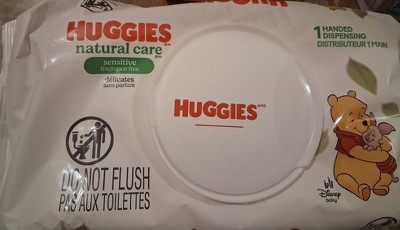 HUGGIES
natural care
sensitive
fragrance free
délicates
sans parfum
1 HANDED
DISPENSING
DISTRIBUTEUR 1 MAIN
HUGGIES
DO NOT FLUSH
PAS AUX TOILETTES
Disney
baby